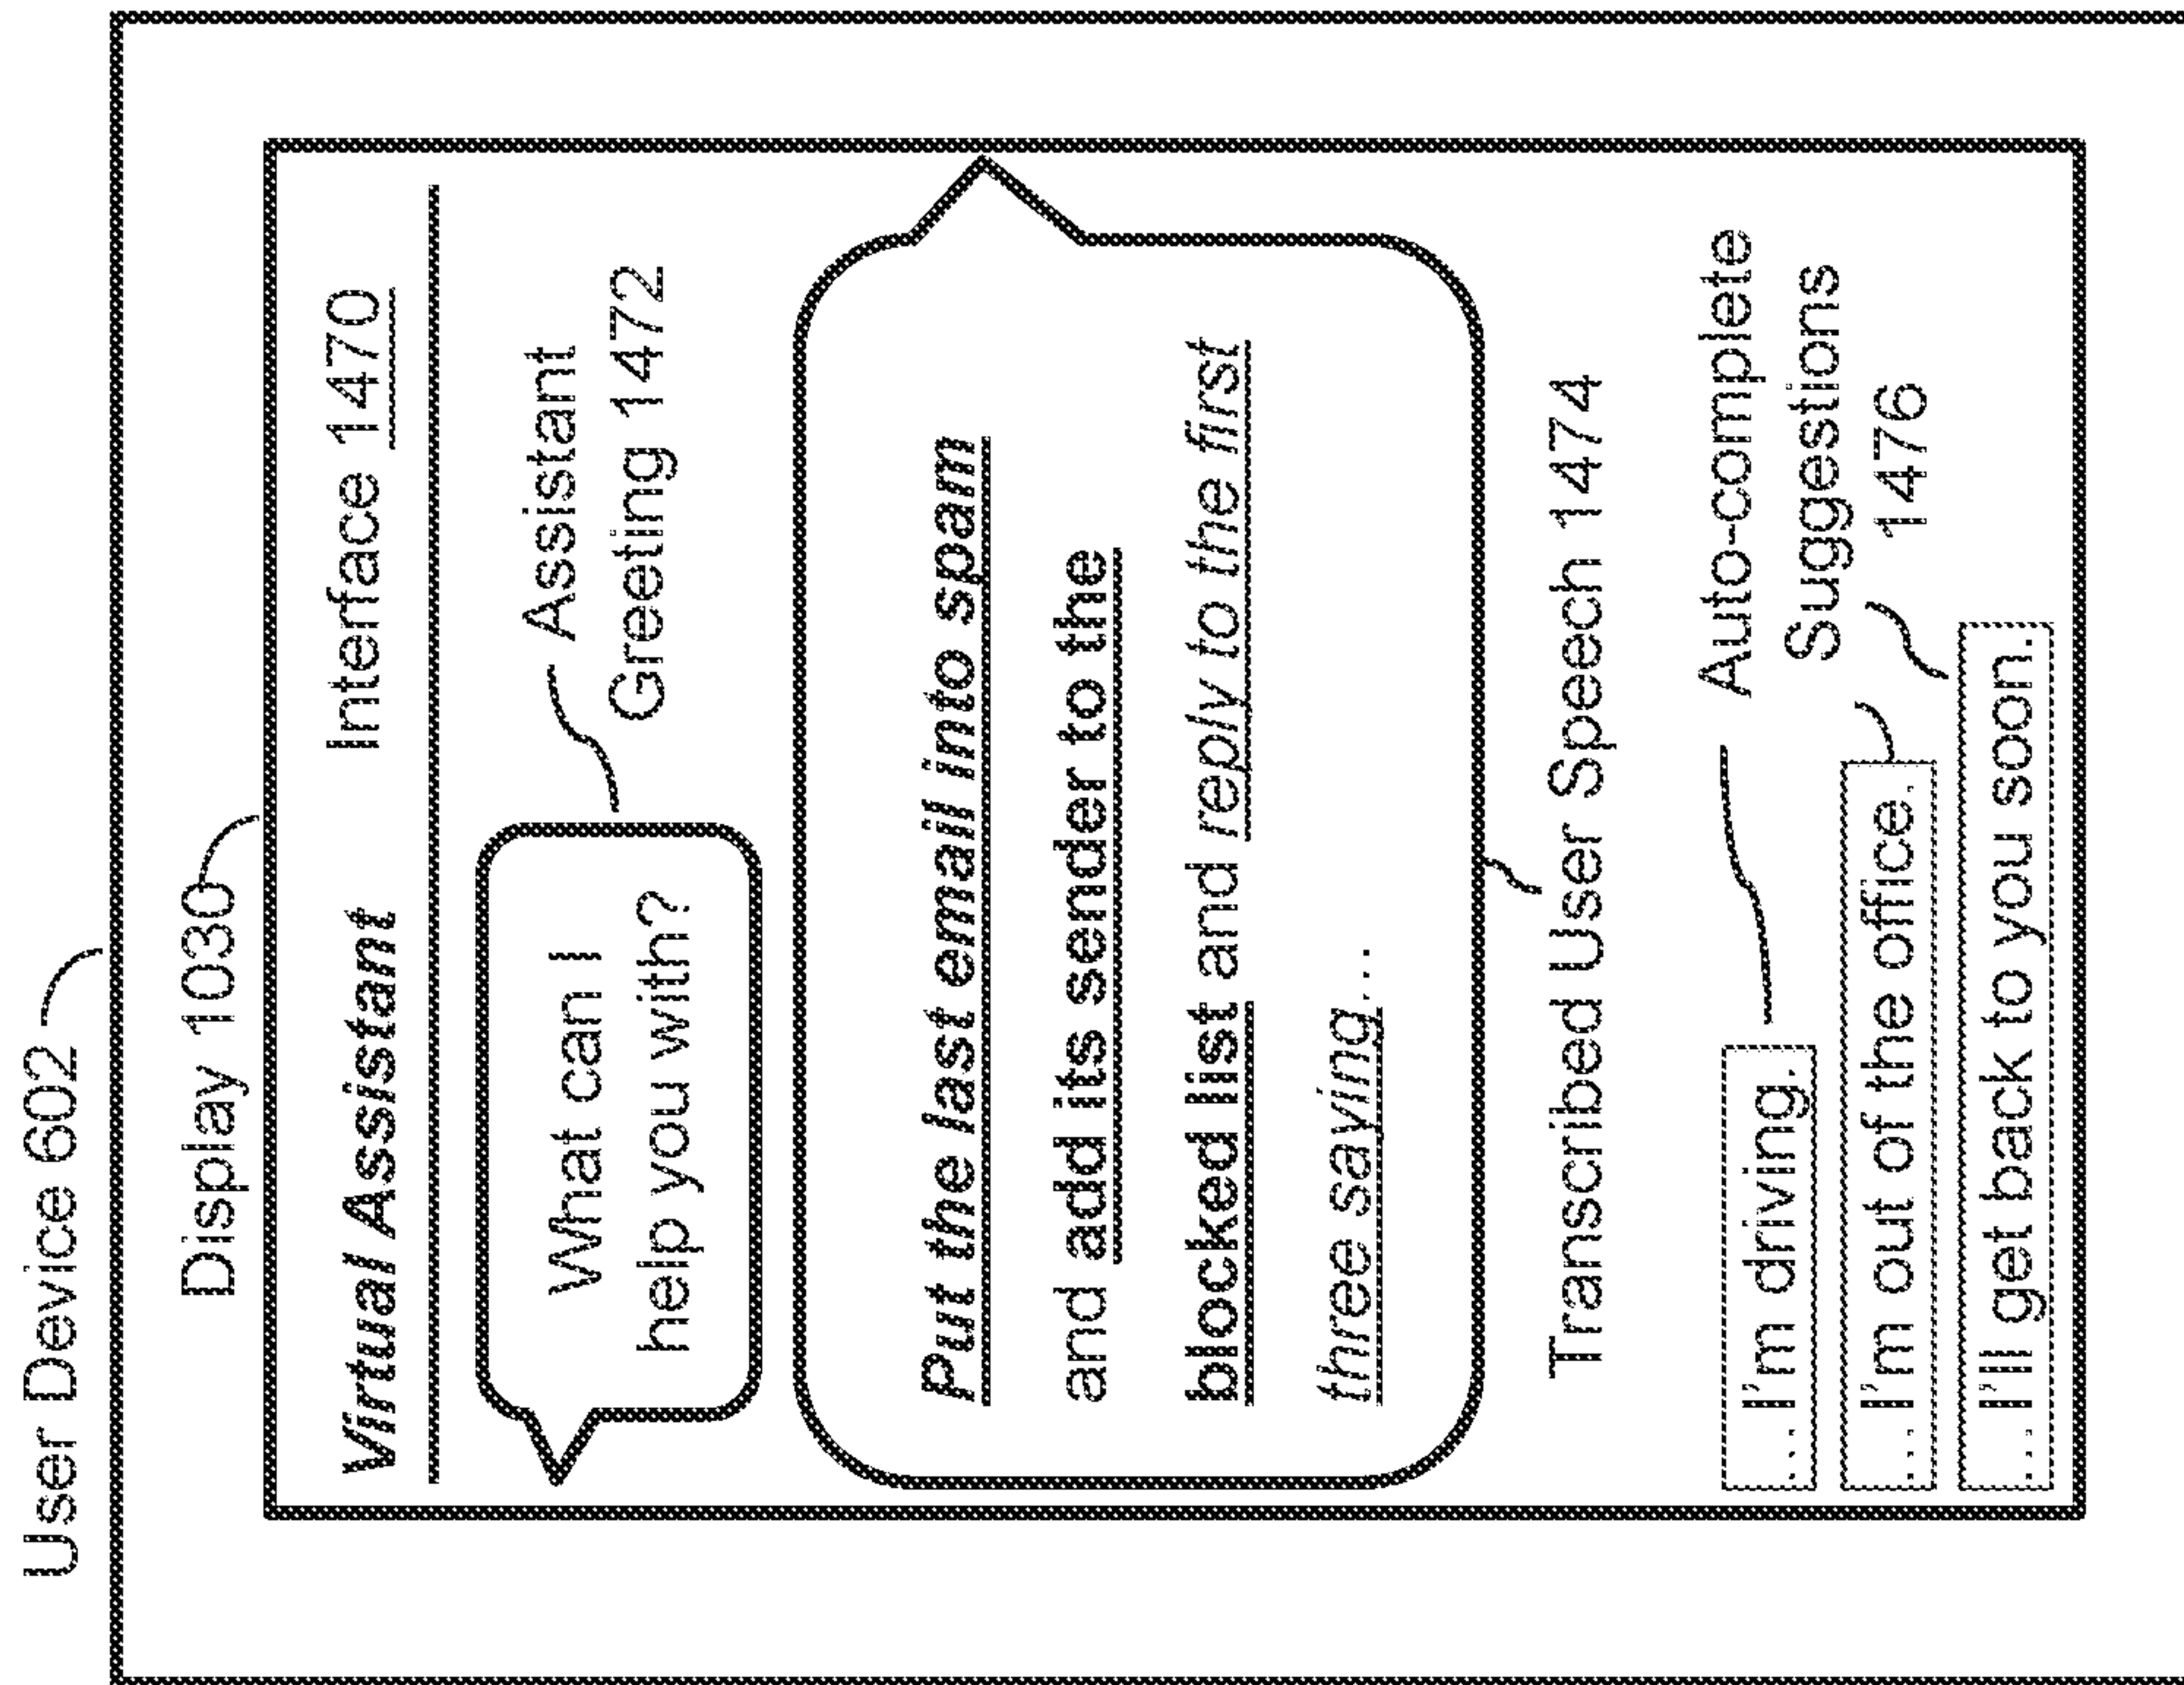 User Device 602
Display 1030
Virtual Assistant Interface 1470
What can I
help you with?
Assistant
Greeting 1472
Put the last email into spam
and add its sender to the
blocked list and reply to the first
three saying...
Transcribed User Speech 1474
...I'm driving.
...I'm out of the office.
...I'll get back to you soon.
Auto-complete
Suggestions
1476